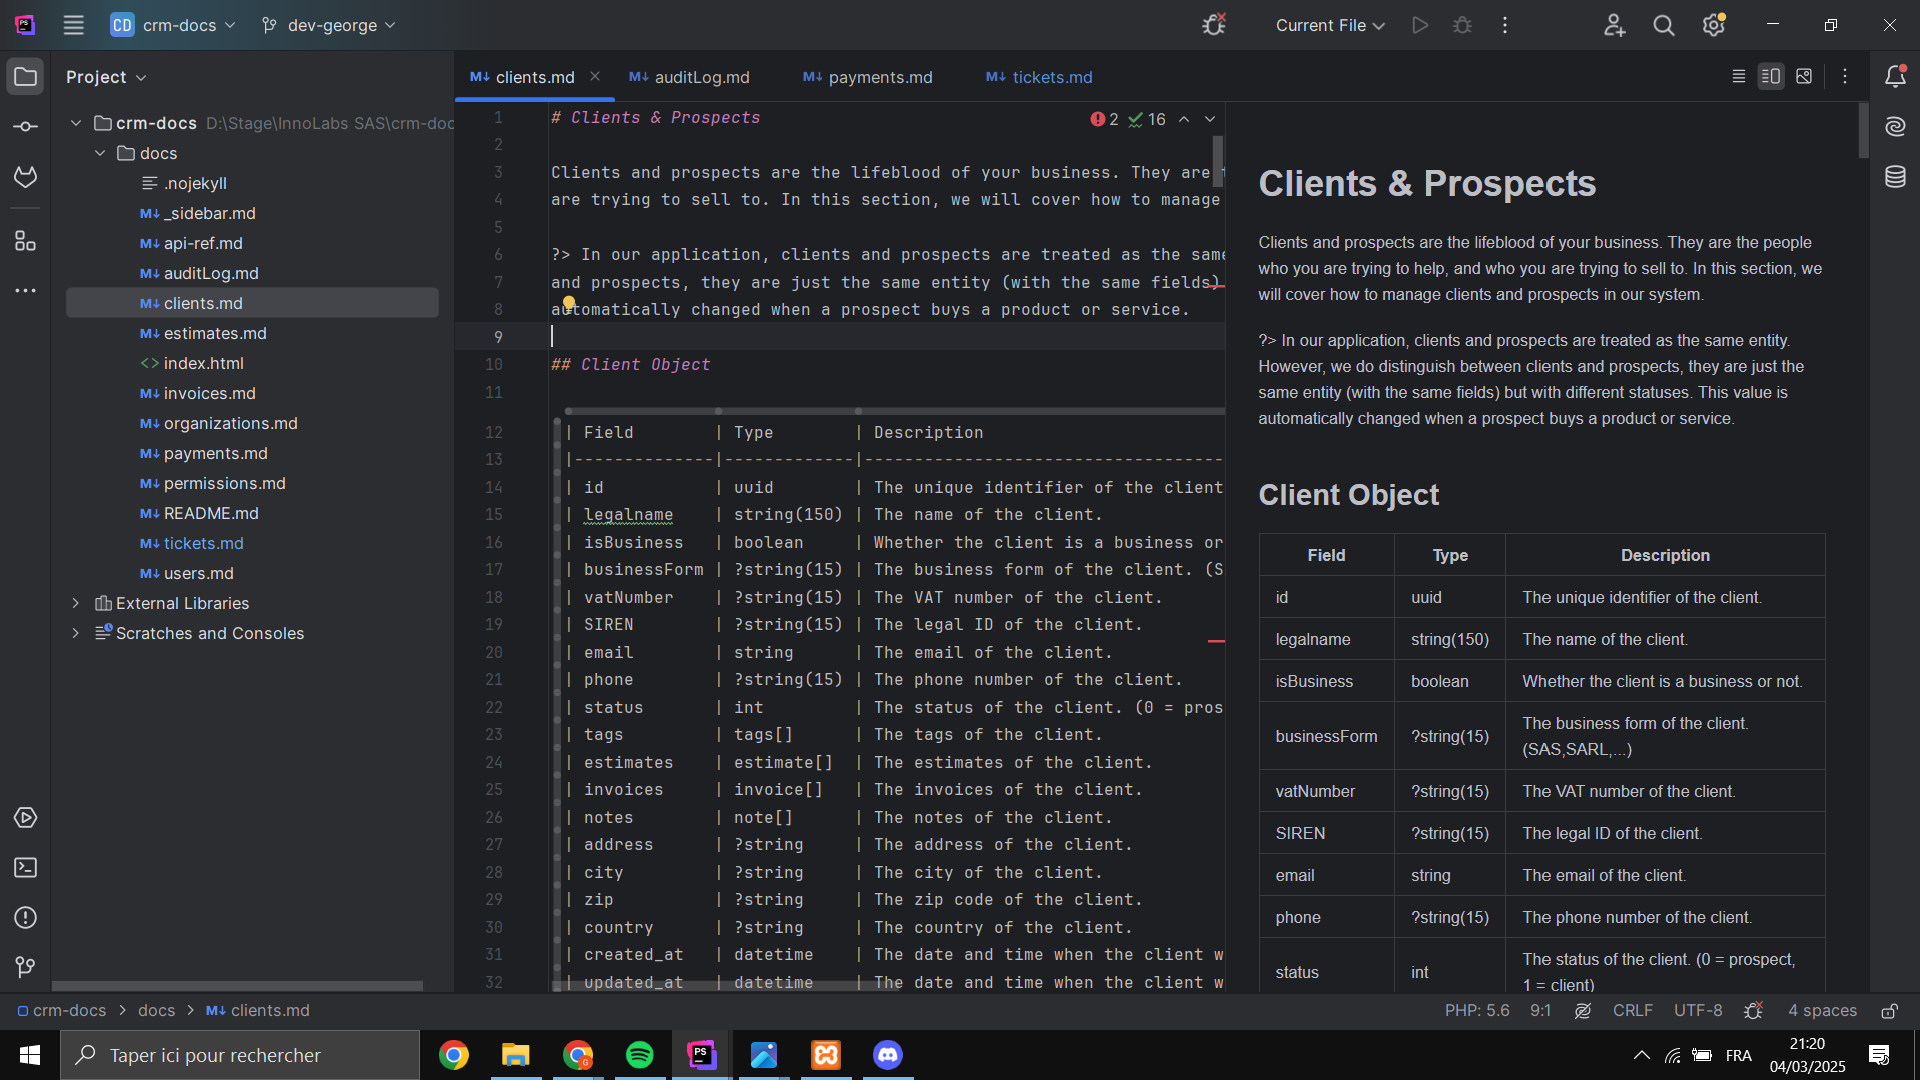 CD crm-docs dev-george Current File
Project
crm-docs D:\Stage\InnoLabs SAS\crm-doc
docs
.nojekyll
_sidebar.md
api-ref.md
auditLog.md
clients.md
estimates.md
index.html
invoices.md
organizations.md
payments.md
permissions.md
README.md
tickets.md
users.md
External Libraries
Scratches and Consoles
clients.md auditLog.md payments.md tickets.md
2 16
1 # Clients & Prospects
2
3 Clients and prospects are the lifeblood of your business. They are
4 are trying to sell to. In this section, we will cover how to manage
5
6 ?> In our application, clients and prospects are treated as the same
7 and prospects, they are just the same entity (with the same fields)
8 automatically changed when a prospect buys a product or service.
9
10 ## Client Object
11
12 | Field | Type | Description
13 |--------------|-------------|------------------------------------
14 | id | uuid | The unique identifier of the client
15 | legalname | string(150) | The name of the client.
16 | isBusiness | boolean | Whether the client is a business or
17 | businessForm | ?string(15) | The business form of the client. (S
18 | vatNumber | ?string(15) | The VAT number of the client.
19 | SIREN | ?string(15) | The legal ID of the client.
20 | email | string | The email of the client.
21 | phone | ?string(15) | The phone number of the client.
22 | status | int | The status of the client. (0 = pros
23 | tags | tags[] | The tags of the client.
24 | estimates | estimate[] | The estimates of the client.
25 | invoices | invoice[] | The invoices of the client.
26 | notes | note[] | The notes of the client.
27 | address | ?string | The address of the client.
28 | city | ?string | The city of the client.
29 | zip | ?string | The zip code of the client.
30 | country | ?string | The country of the client.
31 | created_at | datetime | The date and time when the client w
32 | updated_at | datetime | The date and time when the client w
Clients & Prospects
Clients and prospects are the lifeblood of your business. They are the people
who you are trying to help, and who you are trying to sell to. In this section, we
will cover how to manage clients and prospects in our system.
?> In our application, clients and prospects are treated as the same entity.
However, we do distinguish between clients and prospects, they are just the
same entity (with the same fields) but with different statuses. This value is
automatically changed when a prospect buys a product or service.
Client Object
Field Type Description
id uuid The unique identifier of the client.
legalname string(150) The name of the client.
isBusiness boolean Whether the client is a business or not.
businessForm ?string(15) The business form of the client.
(SAS,SARL,...)
vatNumber ?string(15) The VAT number of the client.
SIREN ?string(15) The legal ID of the client.
email string The email of the client.
phone ?string(15) The phone number of the client.
status int The status of the client. (0 = prospect,
1 = client)
crm-docs > docs > clients.md
PHP: 5.6 9:1 CRLF UTF-8 4 spaces
Taper ici pour rechercher
FRA
21:20
04/03/2025